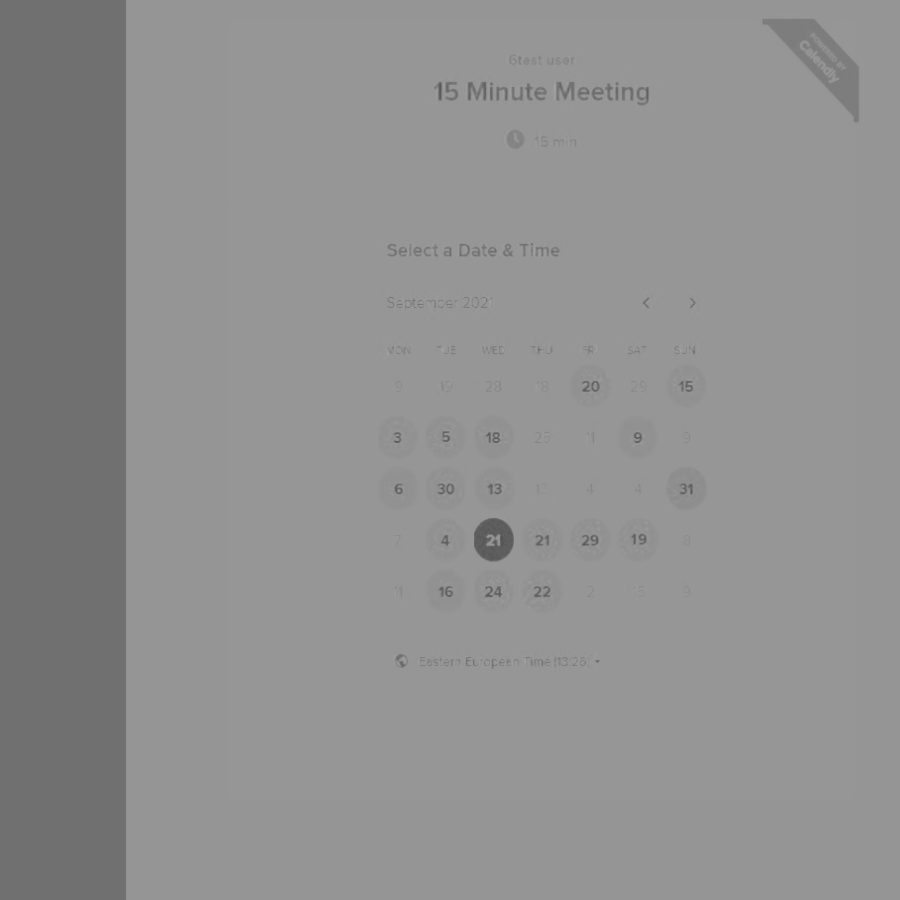 POWERED BY
Calendly
6test user
15 Minute Meeting
15 min
Select a Date & Time
September 2021
MON TUE WED THU FRI SAT SUN
9 19 28 18 20 29 15
3 5 18 23 11 9 9
6 30 13 13 4 4 31
7 4 21 21 29 19 8
11 16 24 22 2 9
Eastern European Time (13:26)